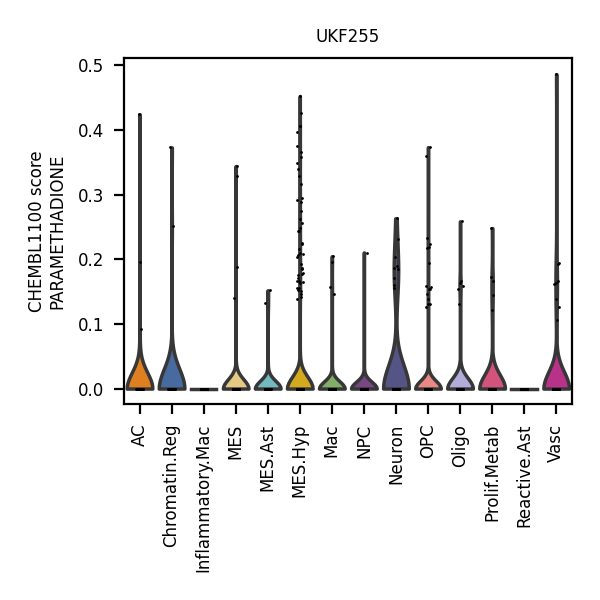 UKF255
CHEMBL1100 score
PARAMETHADIONE
0.5
0.4
0.3
0.2
0.1
0.0
AC
Chromatin.Reg
Inflammatory.Mac
MES
MES.Ast
MES.Hyp
Mac
NPC
Neuron
OPC
Oligo
Prolif.Metab
Reactive.Ast
Vasc